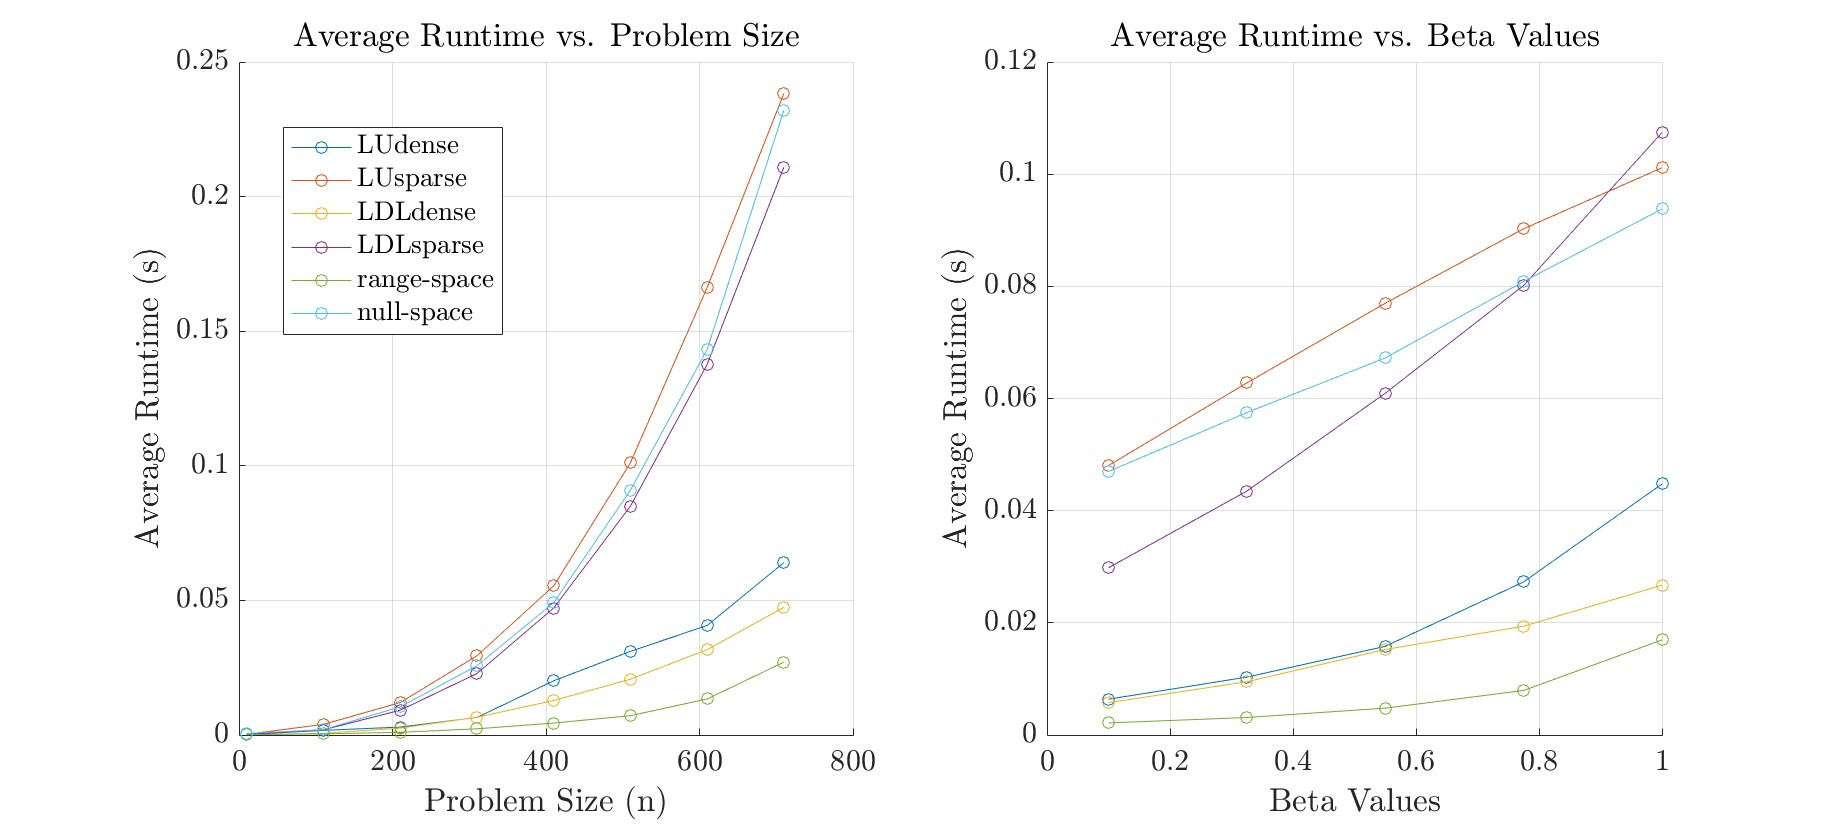 Average Runtime vs. Problem Size
0.25
0.2
0.15
0.1
0.05
0
Average Runtime (s)
LUdense
LUsparse
LDLdense
LDLsparse
range-space
null-space
0 200 400 600 800
Problem Size (n)
Average Runtime vs. Beta Values
0.12
0.1
0.08
0.06
0.04
0.02
0
Average Runtime (s)
0 0.2 0.4 0.6 0.8 1
Beta Values